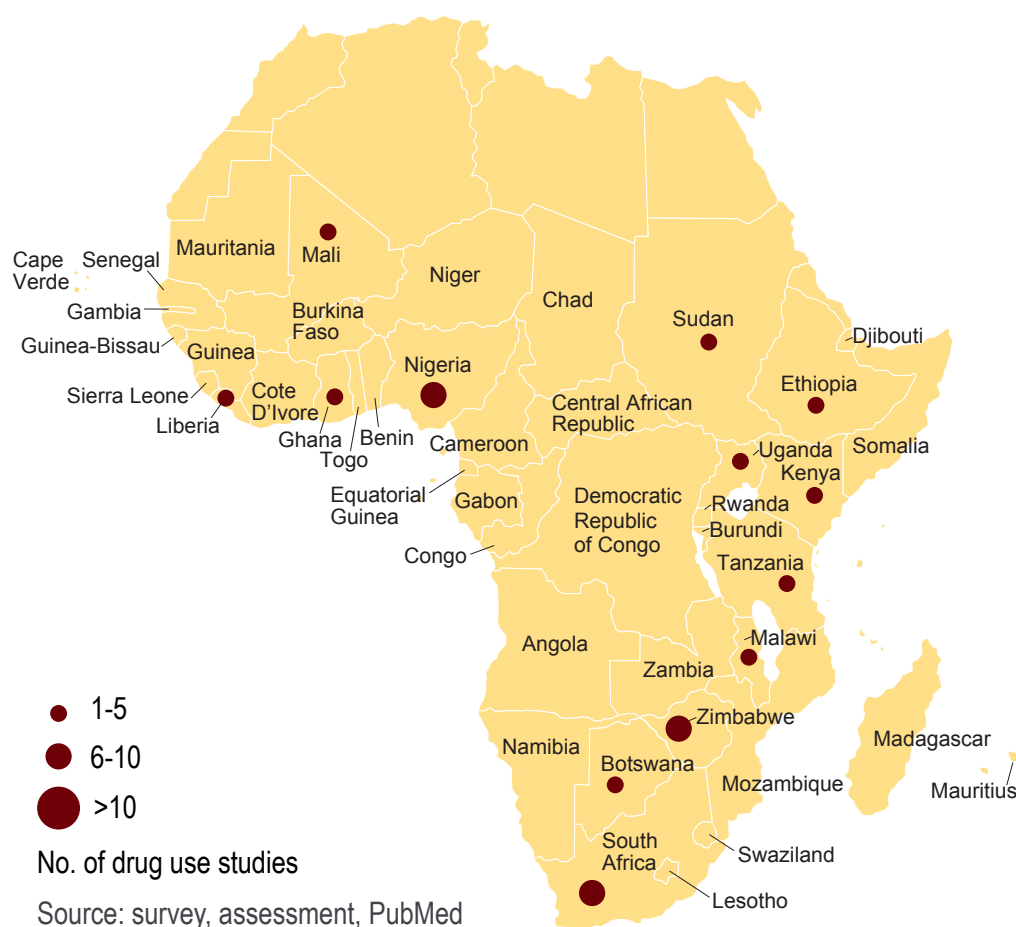 Mauritania
Mali
Niger
Chad
Sudan
Cape
Verde
Senegal
Gambia
Guinea-Bissau
Guinea
Sierra Leone
Liberia
Burkina
Faso
Cote
D'Ivore
Ghana
Togo
Benin
Nigeria
Cameroon
Central African
Republic
Djibouti
Ethiopia
Somalia
Uganda
Kenya
Equatorial
Guinea
Gabon
Congo
Democratic
Republic
of Congo
Rwanda
Burundi
Tanzania
Angola
Malawi
Zambia
Zimbabwe
Namibia
Botswana
Mozambique
Madagascar
Mauritius
South
Africa
Swaziland
Lesotho
1-5
6-10
>10
No. of drug use studies
Source: survey, assessment, PubMed